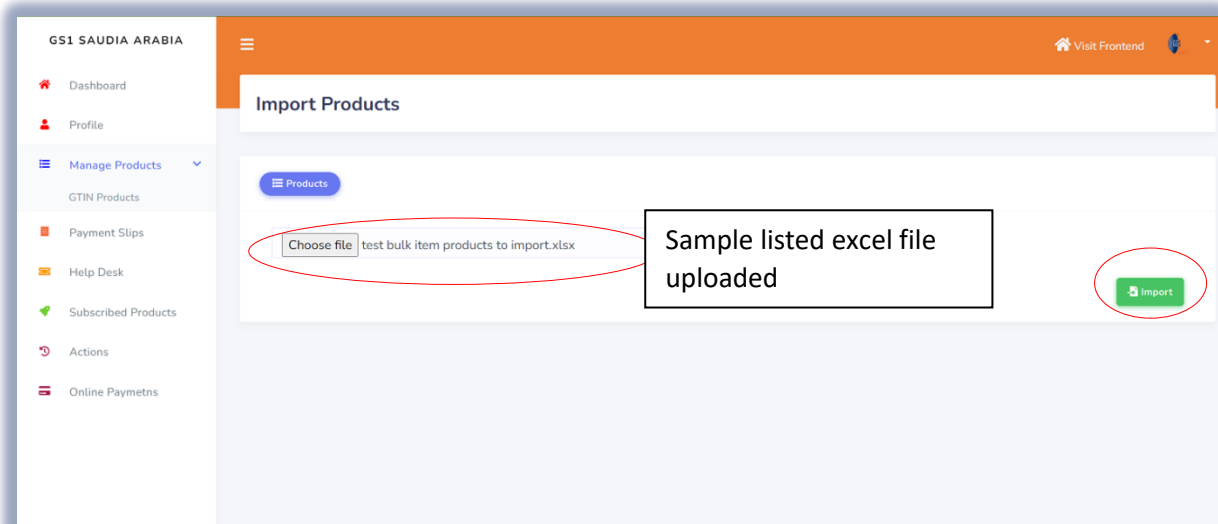 GS1 SAUDIA ARABIA
Visit Frontend
Dashboard
Import Products
Profile
Manage Products
Products
GTIN Products
Payment Slips
Choose file test bulk item products to import.xlsx
Sample listed excel file
uploaded
Help Desk
Import
Subscribed Products
Actions
Online Paymetns